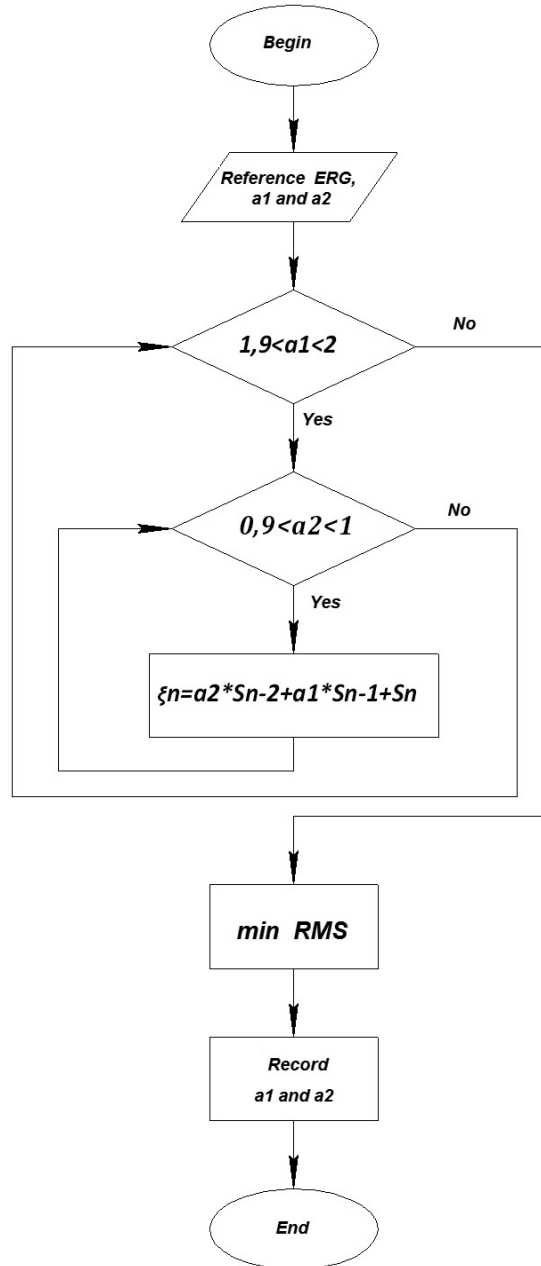 Begin
Reference ERG,
a1 and a2
1,9<a1<2
No
Yes
0,9<a2<1
No
Yes
ξn=a2*Sn-2+a1*Sn-1+Sn
min RMS
Record
a1 and a2
End